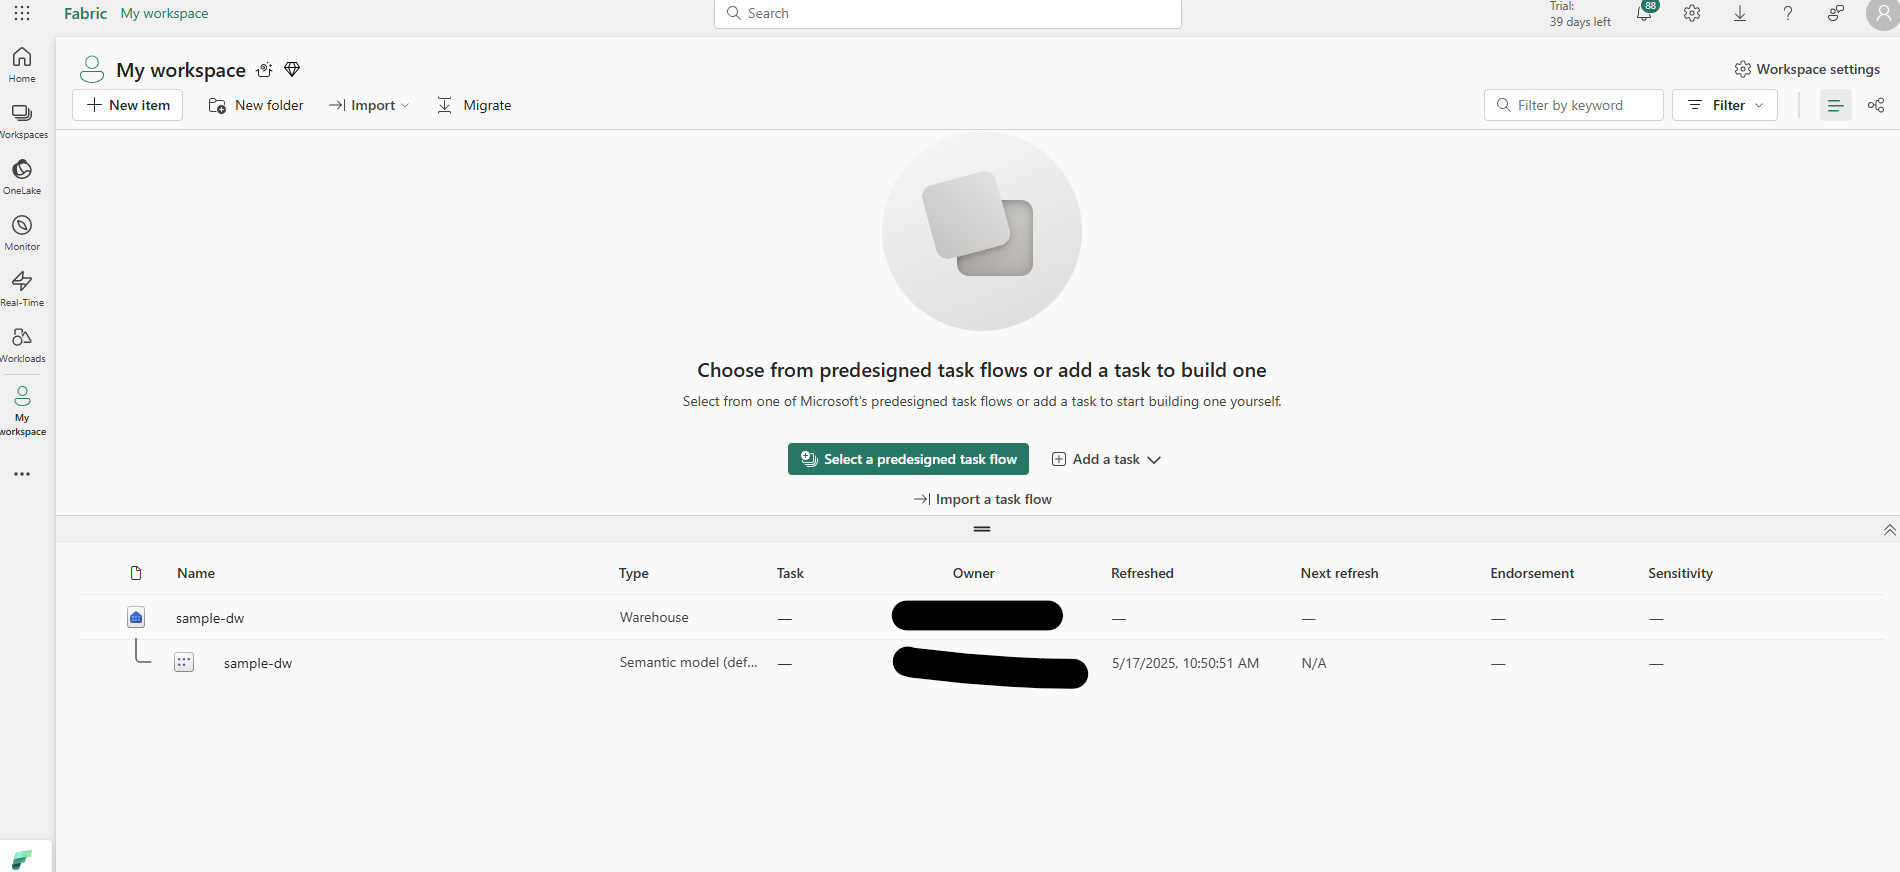 Fabric My workspace
Search
Trial:
39 days left
88
Home
Workspaces
OneLake
Monitor
Real-Time
Workloads
My
workspace
My workspace
Workspace settings
New item
New folder
Import
Migrate
Filter by keyword
Filter
Choose from predesigned task flows or add a task to build one
Select from one of Microsoft's predesigned task flows or add a task to start building one yourself.
Select a predesigned task flow
Add a task
Import a task flow
Name Type Task Owner Refreshed Next refresh Endorsement Sensitivity
sample-dw Warehouse — — — — —
sample-dw Semantic model (def... — 5/17/2025, 10:50:51 AM N/A — —